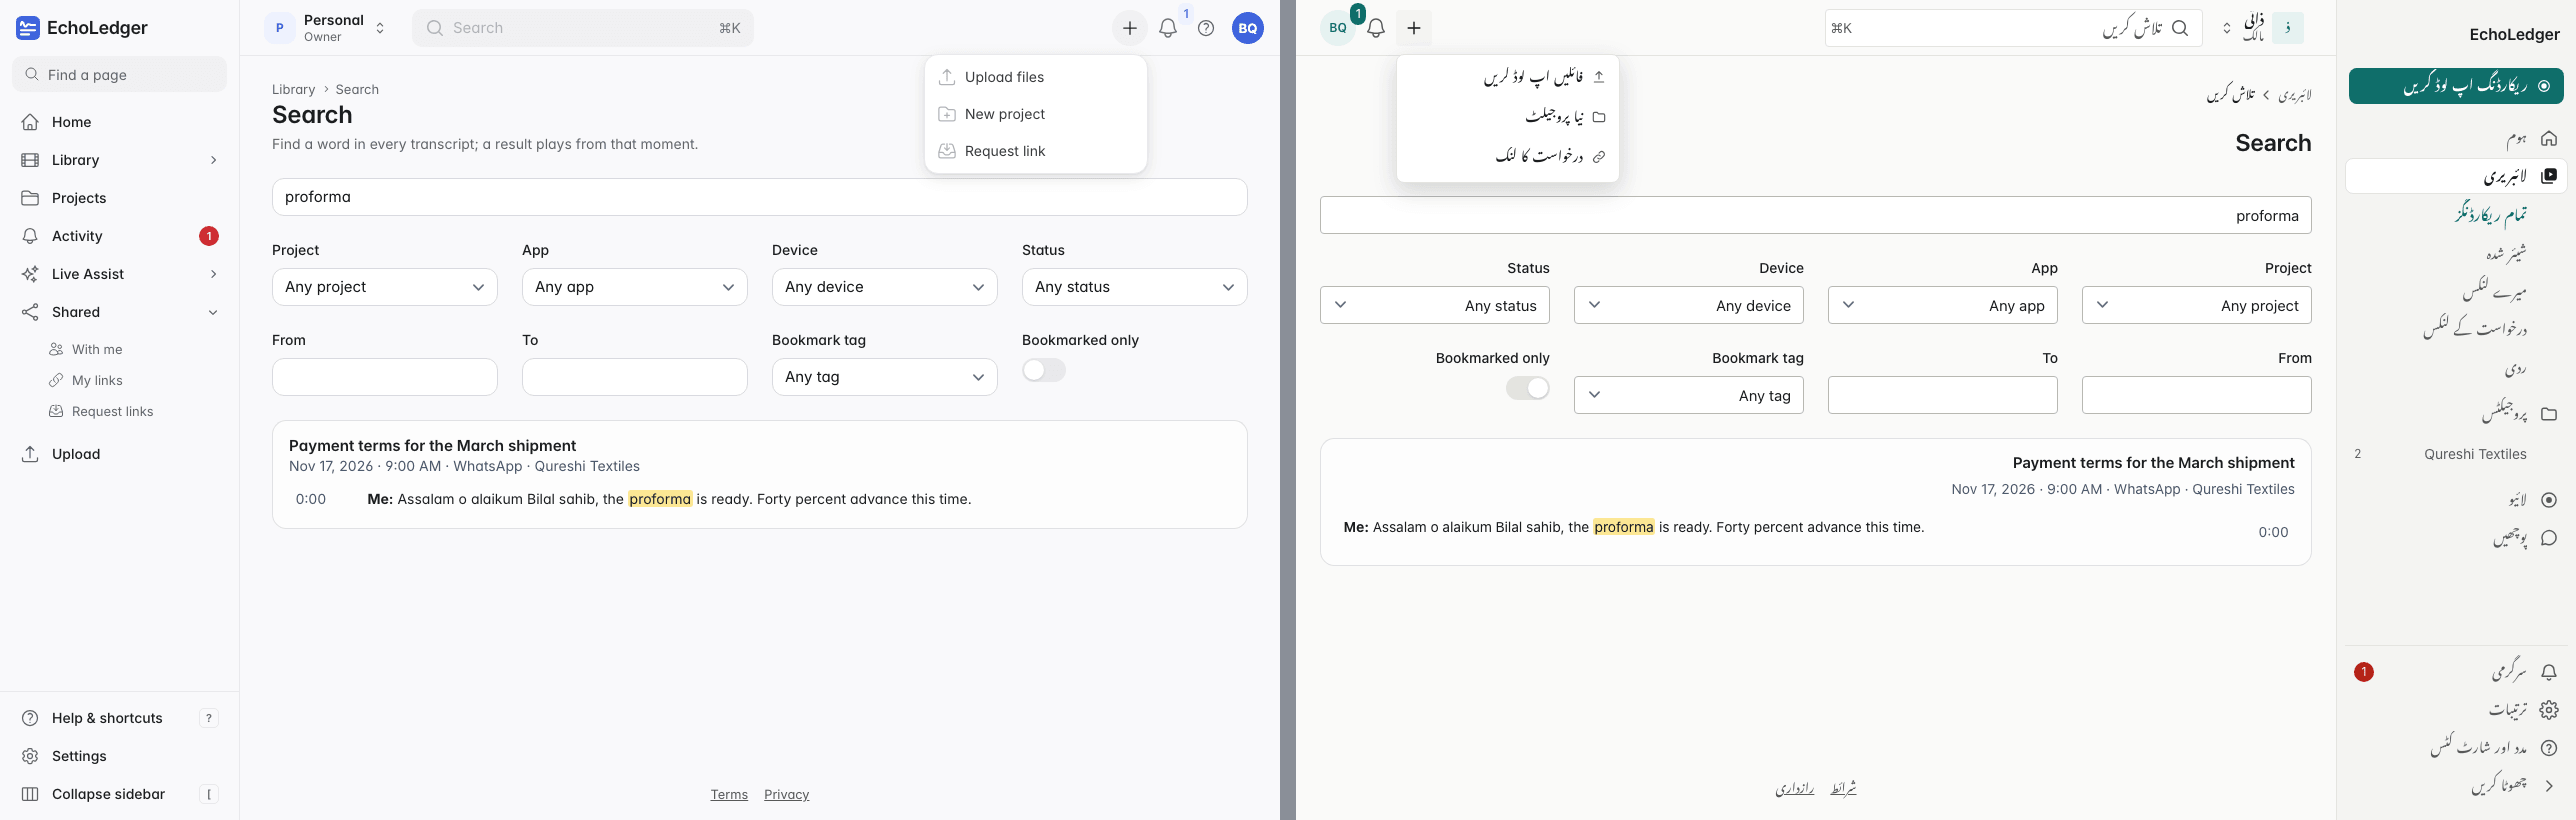 EchoLedger
Find a page
Home
Library
Projects
Activity 1
Live Assist
Shared
With me
My links
Request links
Upload
Help & shortcuts ?
Settings
Collapse sidebar [
P Personal
Owner
Search ⌘K
1
BQ
Upload files
New project
Request link
Library › Search
Search
Find a word in every transcript; a result plays from that moment.
proforma
Project App Device Status
Any project Any app Any device Any status
From To Bookmark tag Bookmarked only
Any tag
Payment terms for the March shipment
Nov 17, 2026 · 9:00 AM · WhatsApp · Qureshi Textiles
0:00 Me: Assalam o alaikum Bilal sahib, the proforma is ready. Forty percent advance this time.
Terms Privacy
EchoLedger
ریکارڈنگ اپ لوڈ کریں
ہوم
لائبریری
تمام ریکارڈنگز
شیئر شدہ
میرے لنکس
درخواست کے لنکس
ردی
پروجیکٹس
Qureshi Textiles 2
لائیو
پوچھیں
سرگرمی 1
ترتیبات
مدد اور شارٹ کٹس
چھوٹا کریں
ذ ذاتی
مالک
تلاش کریں ⌘K
1
BQ
فائلیں اپ لوڈ کریں
نیا پروجیکٹ
درخواست کا لنک
لائبریری › تلاش کریں
Search
proforma
Project App Device Status
Any project Any app Any device Any status
From To Bookmark tag Bookmarked only
Any tag
Payment terms for the March shipment
Nov 17, 2026 · 9:00 AM · WhatsApp · Qureshi Textiles
0:00 Me: Assalam o alaikum Bilal sahib, the proforma is ready. Forty percent advance this time.
شرائط رازداری